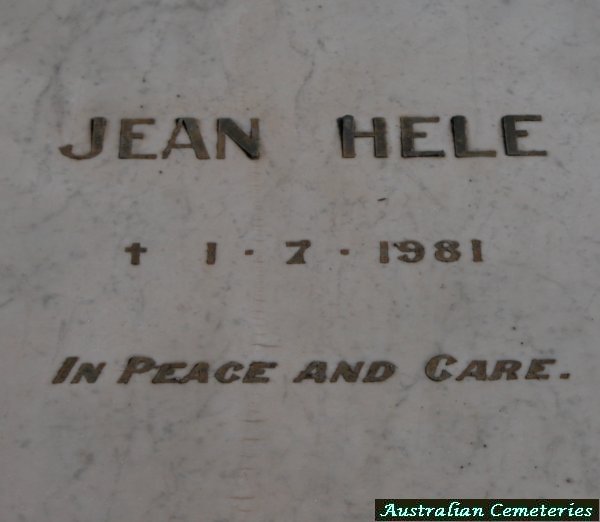 JEAN HELE
✝ 1 · 7 · 1981
IN PEACE AND CARE.
Australian Cemeteries